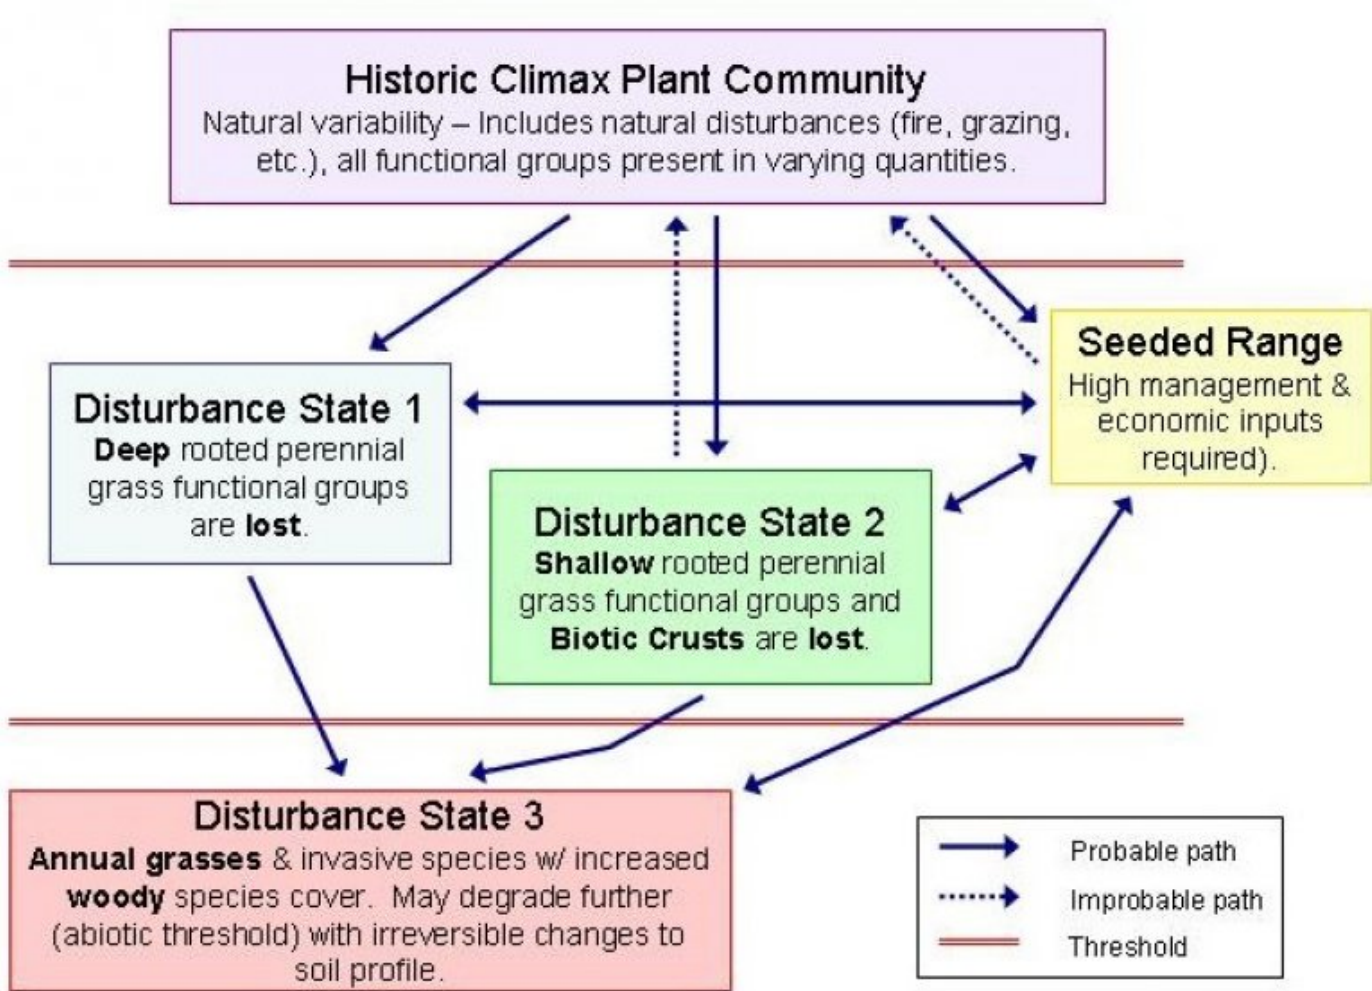 Historic Climax Plant Community
Natural variability – Includes natural disturbances (fire, grazing,
etc.), all functional groups present in varying quantities.
Seeded Range
High management &
economic inputs
required).
Disturbance State 1
Deep rooted perennial
grass functional groups
are lost.
Disturbance State 2
Shallow rooted perennial
grass functional groups and
Biotic Crusts are lost.
Disturbance State 3
Annual grasses & invasive species w/ increased
woody species cover. May degrade further
(abiotic threshold) with irreversible changes to
soil profile.
Probable path
Improbable path
Threshold